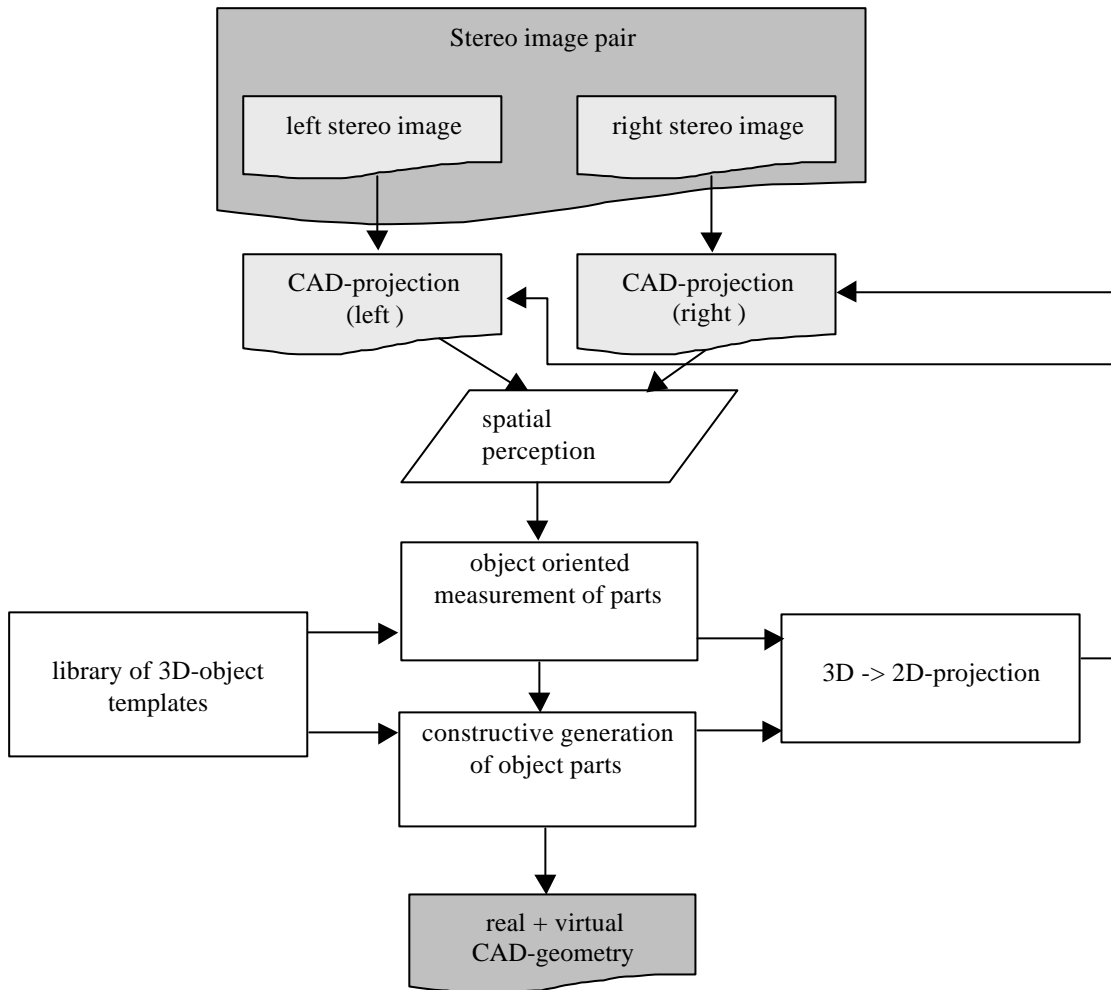 Stereo image pair
left stereo image
right stereo image
CAD-projection
(left )
CAD-projection
(right )
spatial
perception
object oriented
measurement of parts
library of 3D-object
templates
3D -> 2D-projection
constructive generation
of object parts
real + virtual
CAD-geometry